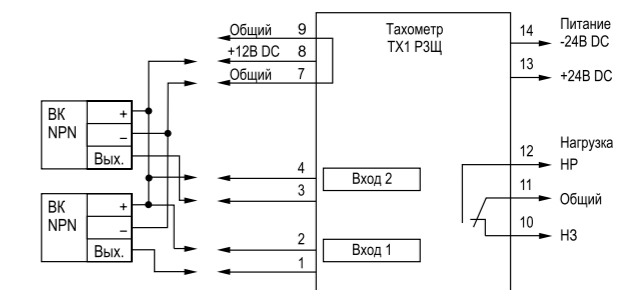 Общий 9
+12В DC 8
Общий 7
Тахометр
ТХ1 РЗЩ
14
Питание
-24В DC
13
+24В DC
ВК
NPN
+
–
Вых.
4
Вход 2
3
12
Нагрузка
НР
11
Общий
10
НЗ
ВК
NPN
+
–
Вых.
2
Вход 1
1